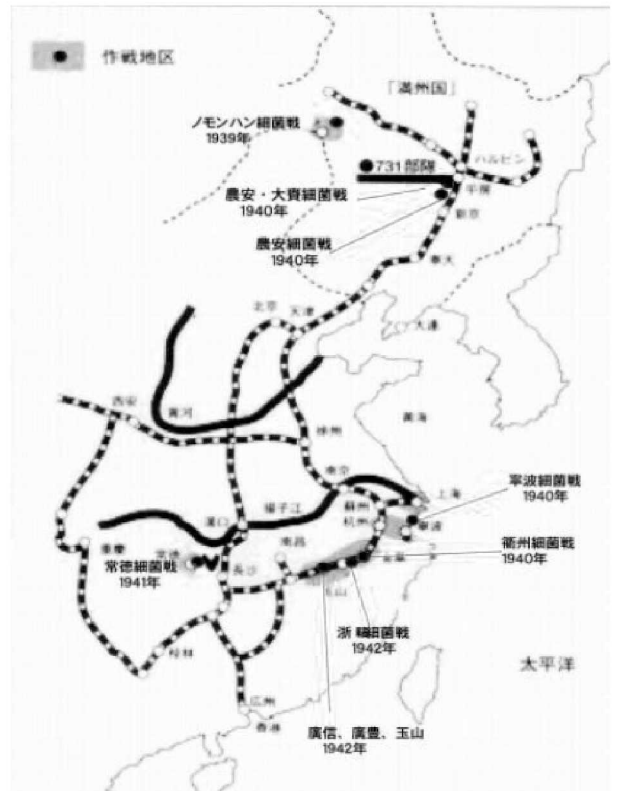 作戦地区
「満州国」
ノモンハン細菌戦
1939年
ハルビン
731部隊
平房
農安・大賚細菌戦
1940年
新京
農安細菌戦
1940年
奉天
北京
天津
大連
西安
黄河
黄海
徐州
南京
上海
寧波細菌戦
1940年
蘇州
揚子江
漢口
杭州
寧波
南昌
衢州細菌戦
1940年
重慶
常徳
金華
常徳細菌戦
1941年
長沙
玉山
細菌戦
1942年
桂林
太平洋
広州
香港
廣信、廣豊、玉山
1942年